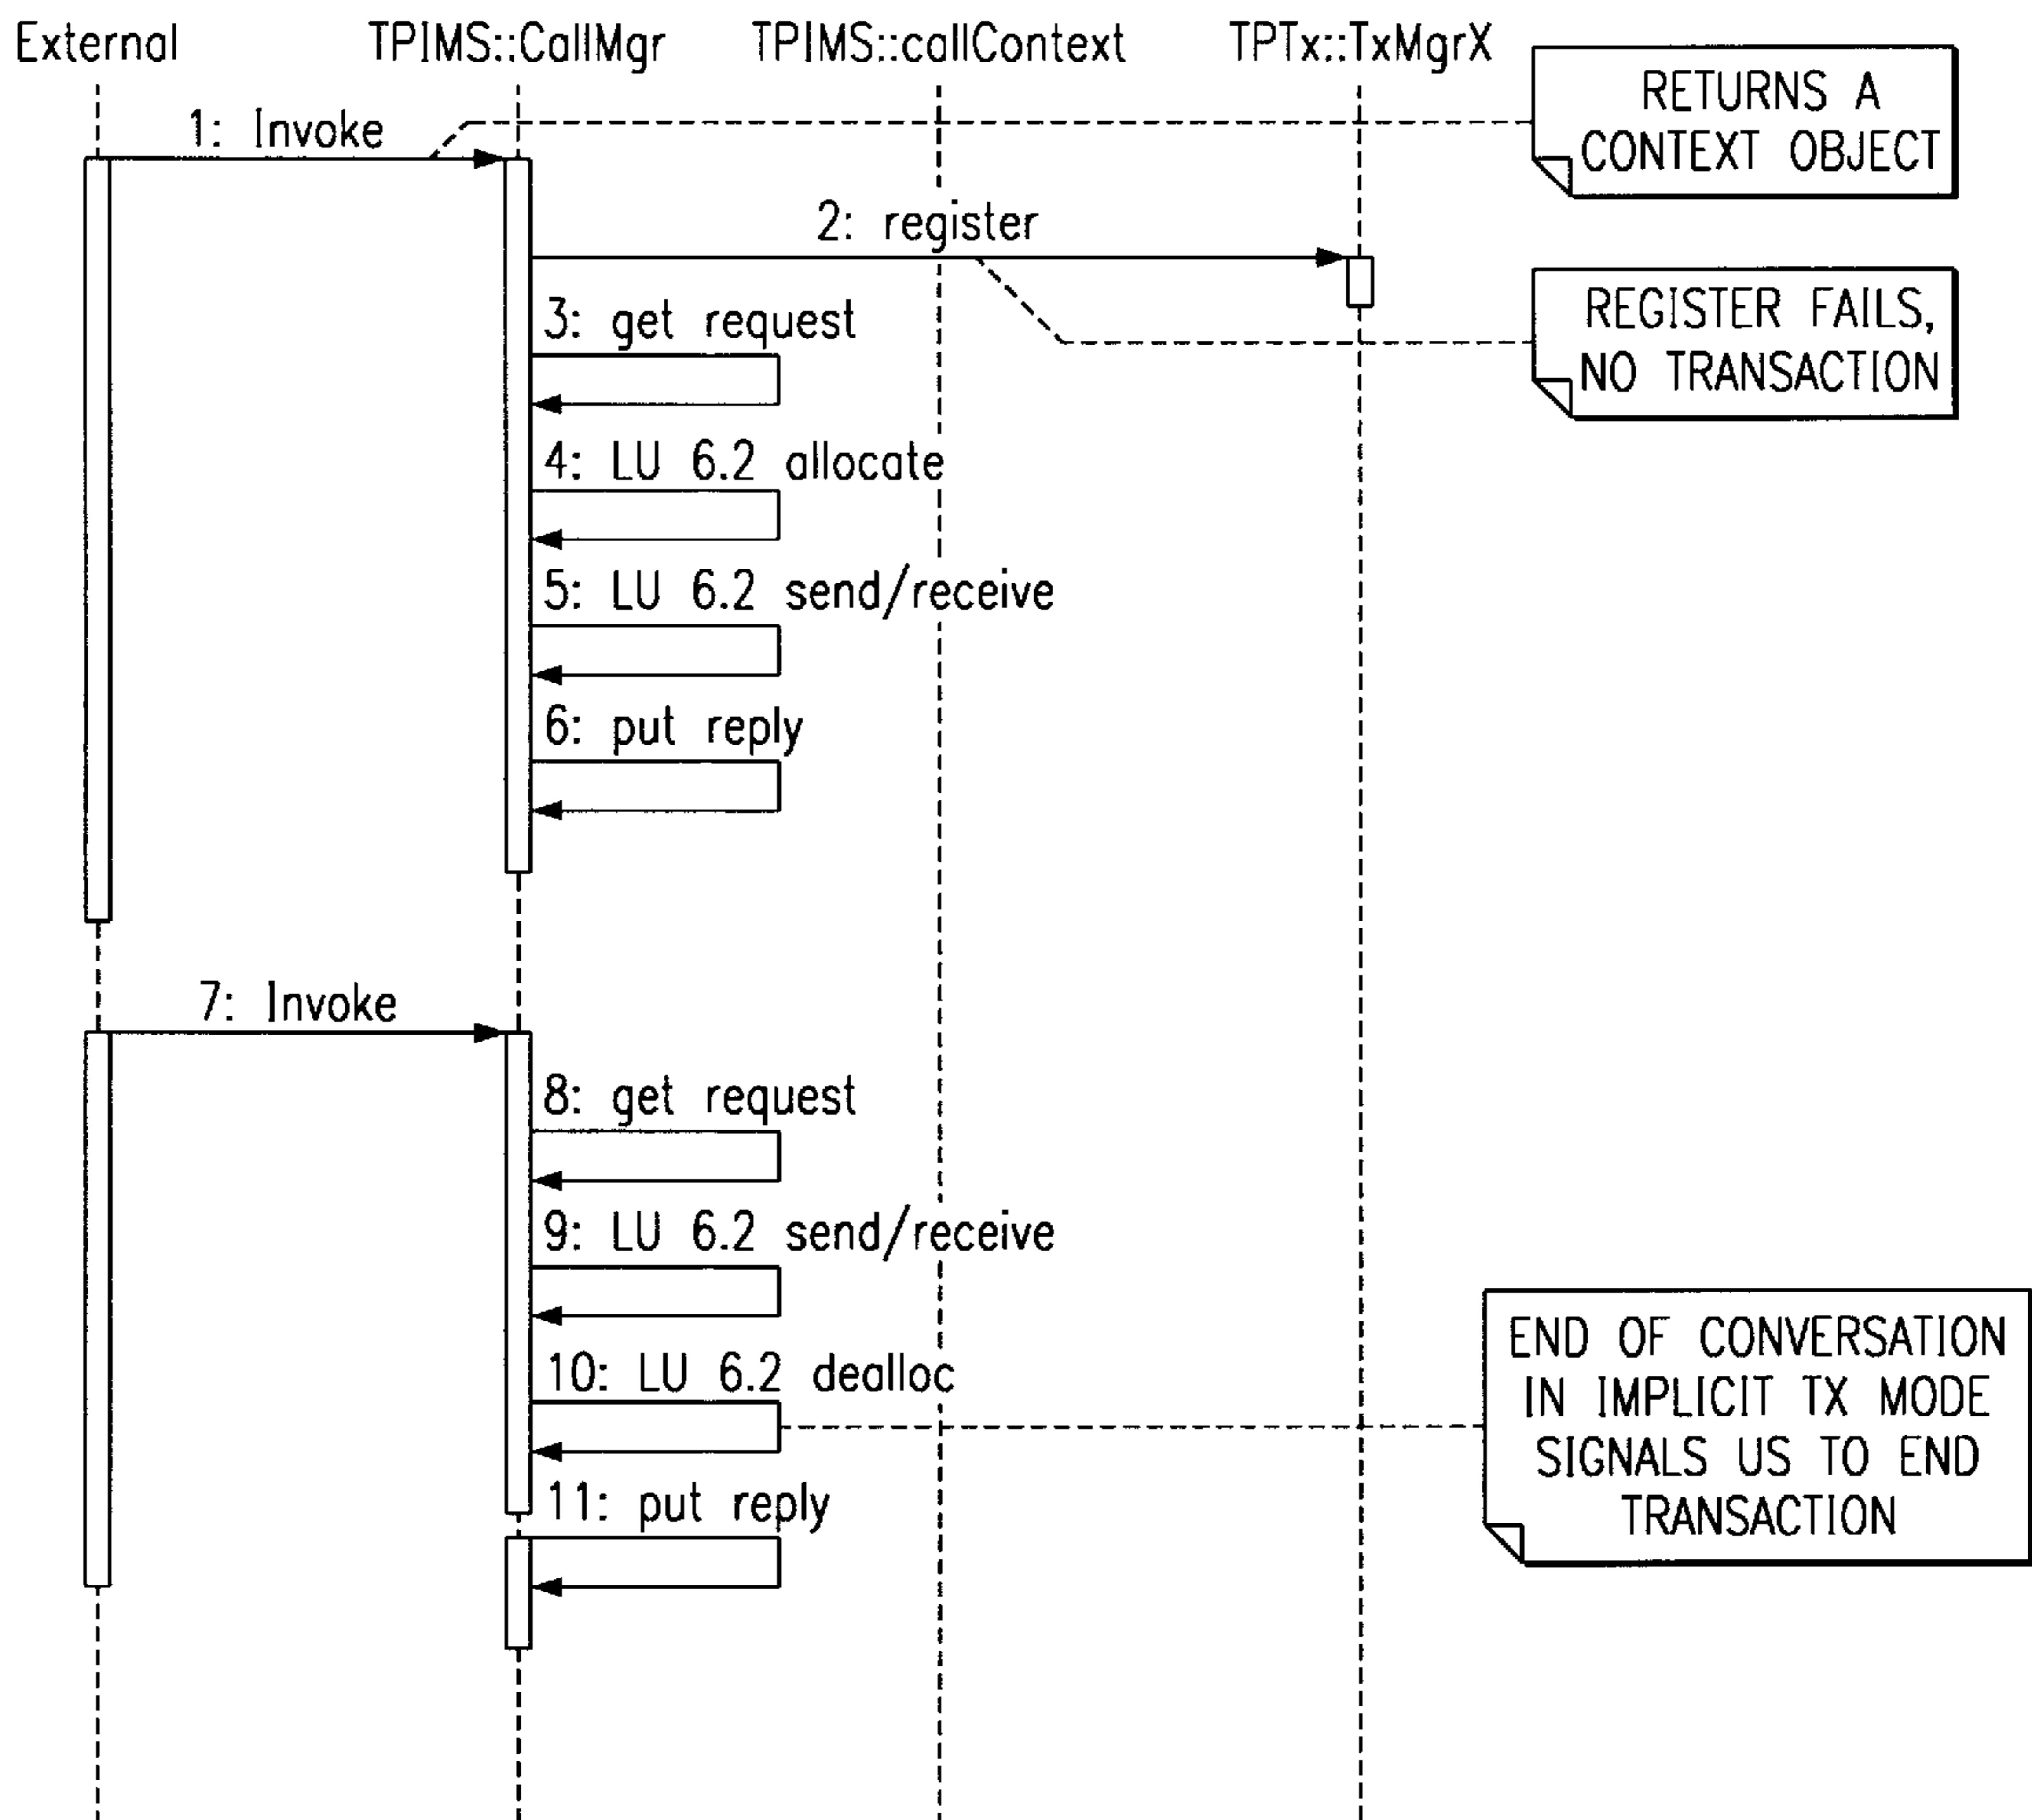 External
TPIMS::CallMgr
TPIMS::callContext
TPTx::TxMgrX
RETURNS A
CONTEXT OBJECT
1: Invoke
2: register
REGISTER FAILS,
NO TRANSACTION
3: get request
4: LU 6.2 allocate
5: LU 6.2 send/receive
6: put reply
7: Invoke
8: get request
9: LU 6.2 send/receive
10: LU 6.2 dealloc
END OF CONVERSATION
IN IMPLICIT TX MODE
SIGNALS US TO END
TRANSACTION
11: put reply